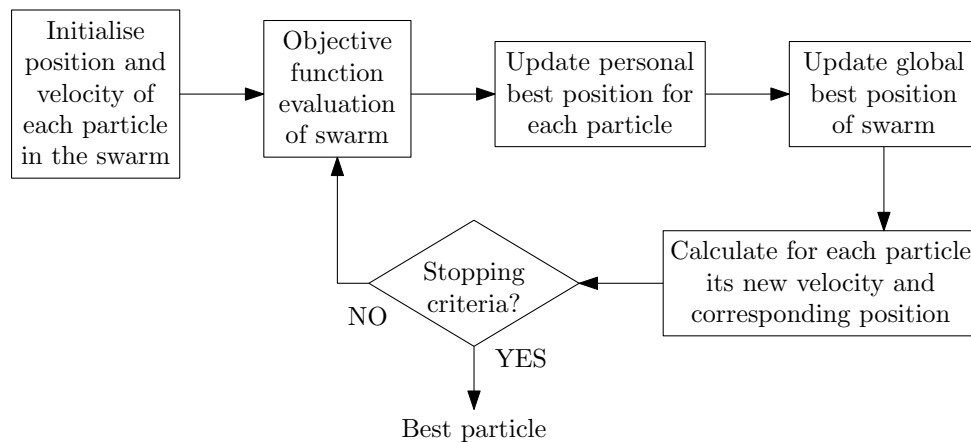 Initialise
position and
velocity of
each particle
in the swarm
Objective
function
evaluation
of swarm
Update personal
best position for
each particle
Update global
best position
of swarm
Calculate for each particle
its new velocity and
corresponding position
Stopping
criteria?
NO
YES
Best particle